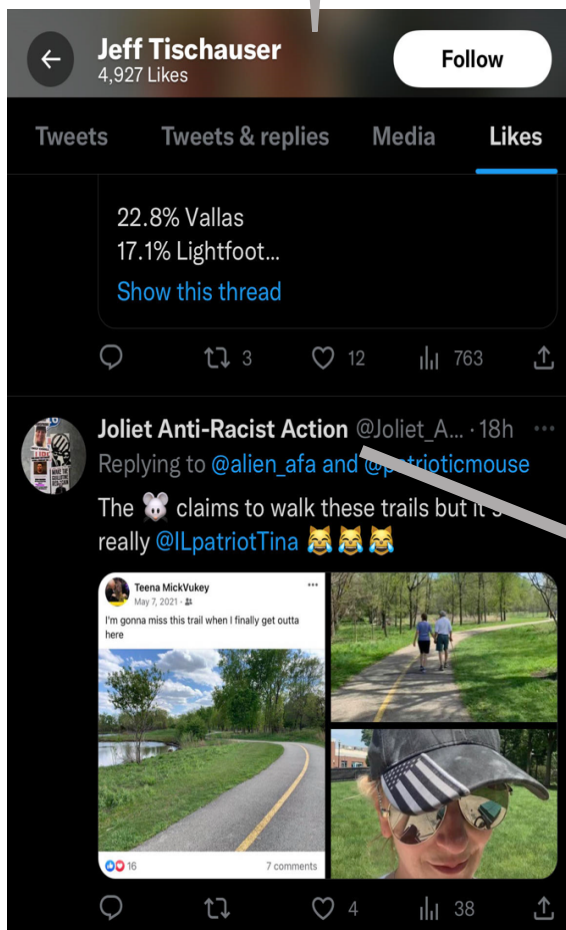 Jeff Tischauser
4,927 Likes
Follow
Tweets
Tweets & replies
Media
Likes
22.8% Vallas
17.1% Lightfoot...
Show this thread
3
12
763
Joliet Anti-Racist Action @Joliet_A... · 18h
Replying to @alien_afa and @patrioticmouse
The 🐭 claims to walk these trails but it's
really @ILpatriotTina 😹😹😹
Teena MickVukey
May 7, 2021 ·
I'm gonna miss this trail when I finally get outta
here
16
7 comments
4
38